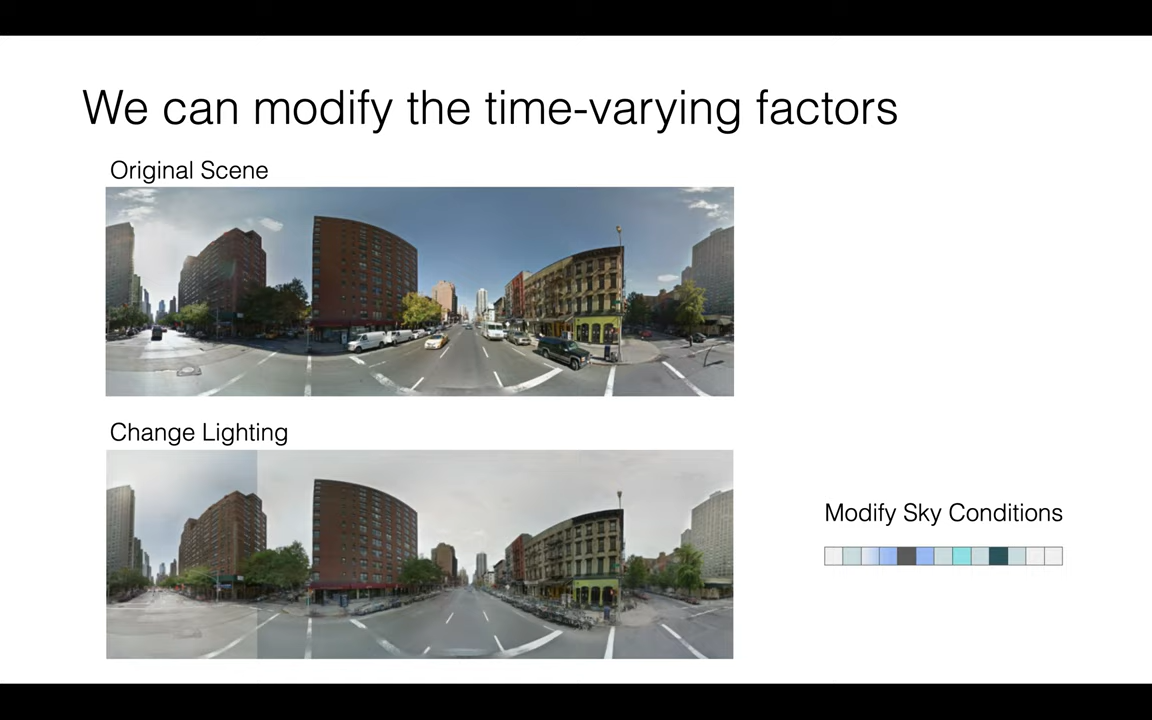 We can modify the time-varying factors
Original Scene
Change Lighting
Modify Sky Conditions